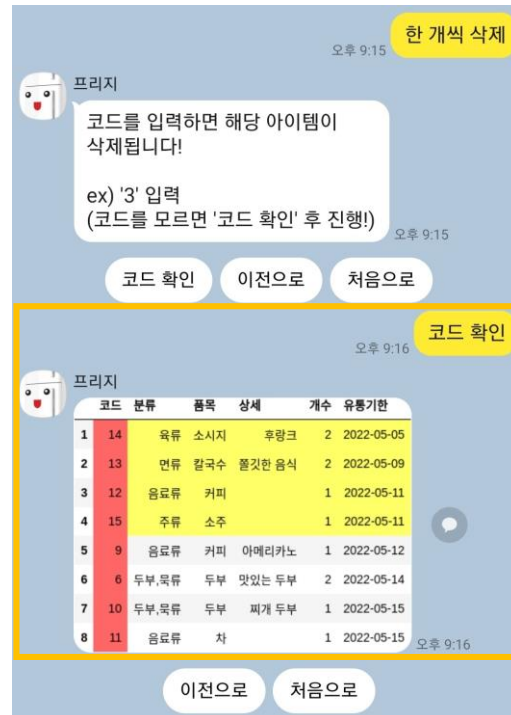 한 개씩 삭제
오후 9:15
프리지
코드를 입력하면 해당 아이템이
삭제됩니다!
ex) '3' 입력
(코드를 모르면 '코드 확인' 후 진행!)
오후 9:15
코드 확인 이전으로 처음으로
코드 확인
오후 9:16
프리지
코드 분류 품목 상세 개수 유통기한
1 14 육류 소시지 후랑크 2 2022-05-05
2 13 면류 칼국수 쫄깃한 음식 2 2022-05-09
3 12 음료류 커피 1 2022-05-11
4 15 주류 소주 1 2022-05-11
5 9 음료류 커피 아메리카노 1 2022-05-12
6 6 두부,묵류 두부 맛있는 두부 2 2022-05-14
7 10 두부,묵류 두부 찌개 두부 1 2022-05-15
8 11 음료류 차 1 2022-05-15
오후 9:16
이전으로 처음으로